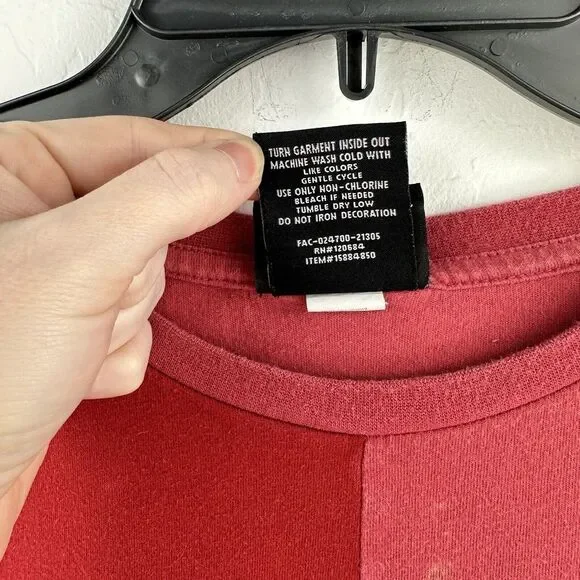 TURN GARMENT INSIDE OUT
MACHINE WASH COLD WITH
LIKE COLORS
GENTLE CYCLE
USE ONLY NON-CHLORINE
BLEACH IF NEEDED
TUMBLE DRY LOW
DO NOT IRON DECORATION
FAC-024700-21305
RN#120684
ITEM#15884850